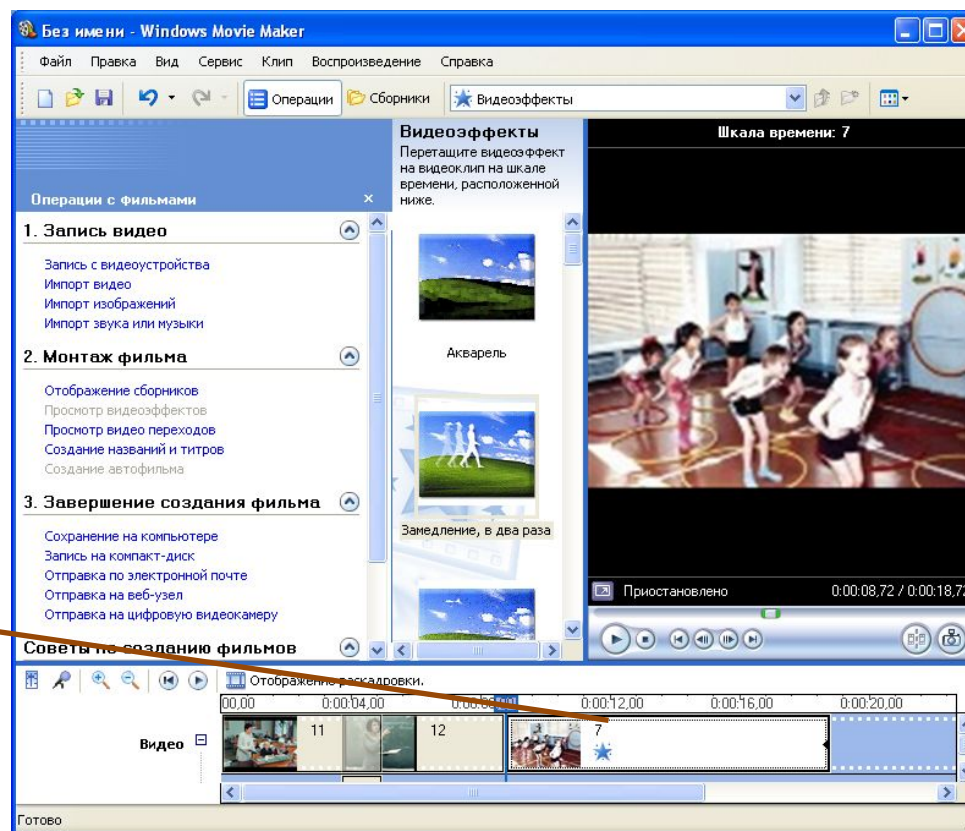 Без имени - Windows Movie Maker
Файл Правка Вид Сервис Клип Воспроизведение Справка
Операции Сборники Видеоэффекты
Операции с фильмами
1. Запись видео
Запись с видеоустройства
Импорт видео
Импорт изображений
Импорт звука или музыки
2. Монтаж фильма
Отображение сборников
Просмотр видеоэффектов
Просмотр видео переходов
Создание названий и титров
Создание автофильма
3. Завершение создания фильма
Сохранение на компьютере
Запись на компакт-диск
Отправка по электронной почте
Отправка на веб-узел
Отправка на цифровую видеокамеру
Советы по созданию фильмов
Видеоэффекты
Перетащите видеоэффект
на видеоклип на шкале
времени, расположенной
ниже.
Акварель
Замедление, в два раза
Шкала времени: 7
Приостановлено 0:00:08,72 / 0:00:18,72
Отображение раскадровки.
00,00 0:00:04,00 0:00:12,00 0:00:16,00 0:00:20,00
Видео 11 12 7
Готово